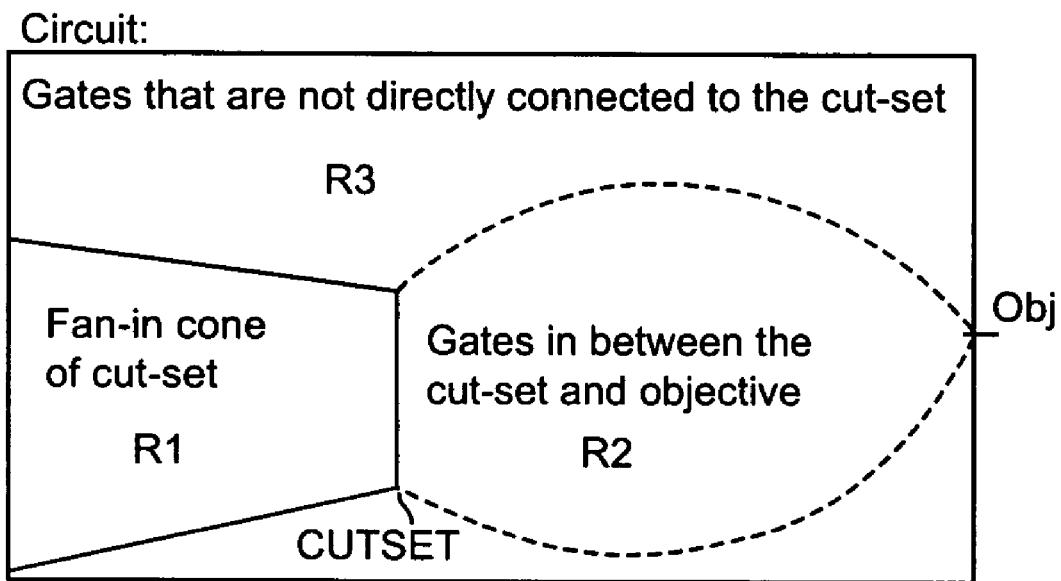 Circuit:
Gates that are not directly connected to the cut-set
R3
Obj
Fan-in cone
of cut-set
R1
Gates in between the
cut-set and objective
R2
CUTSET